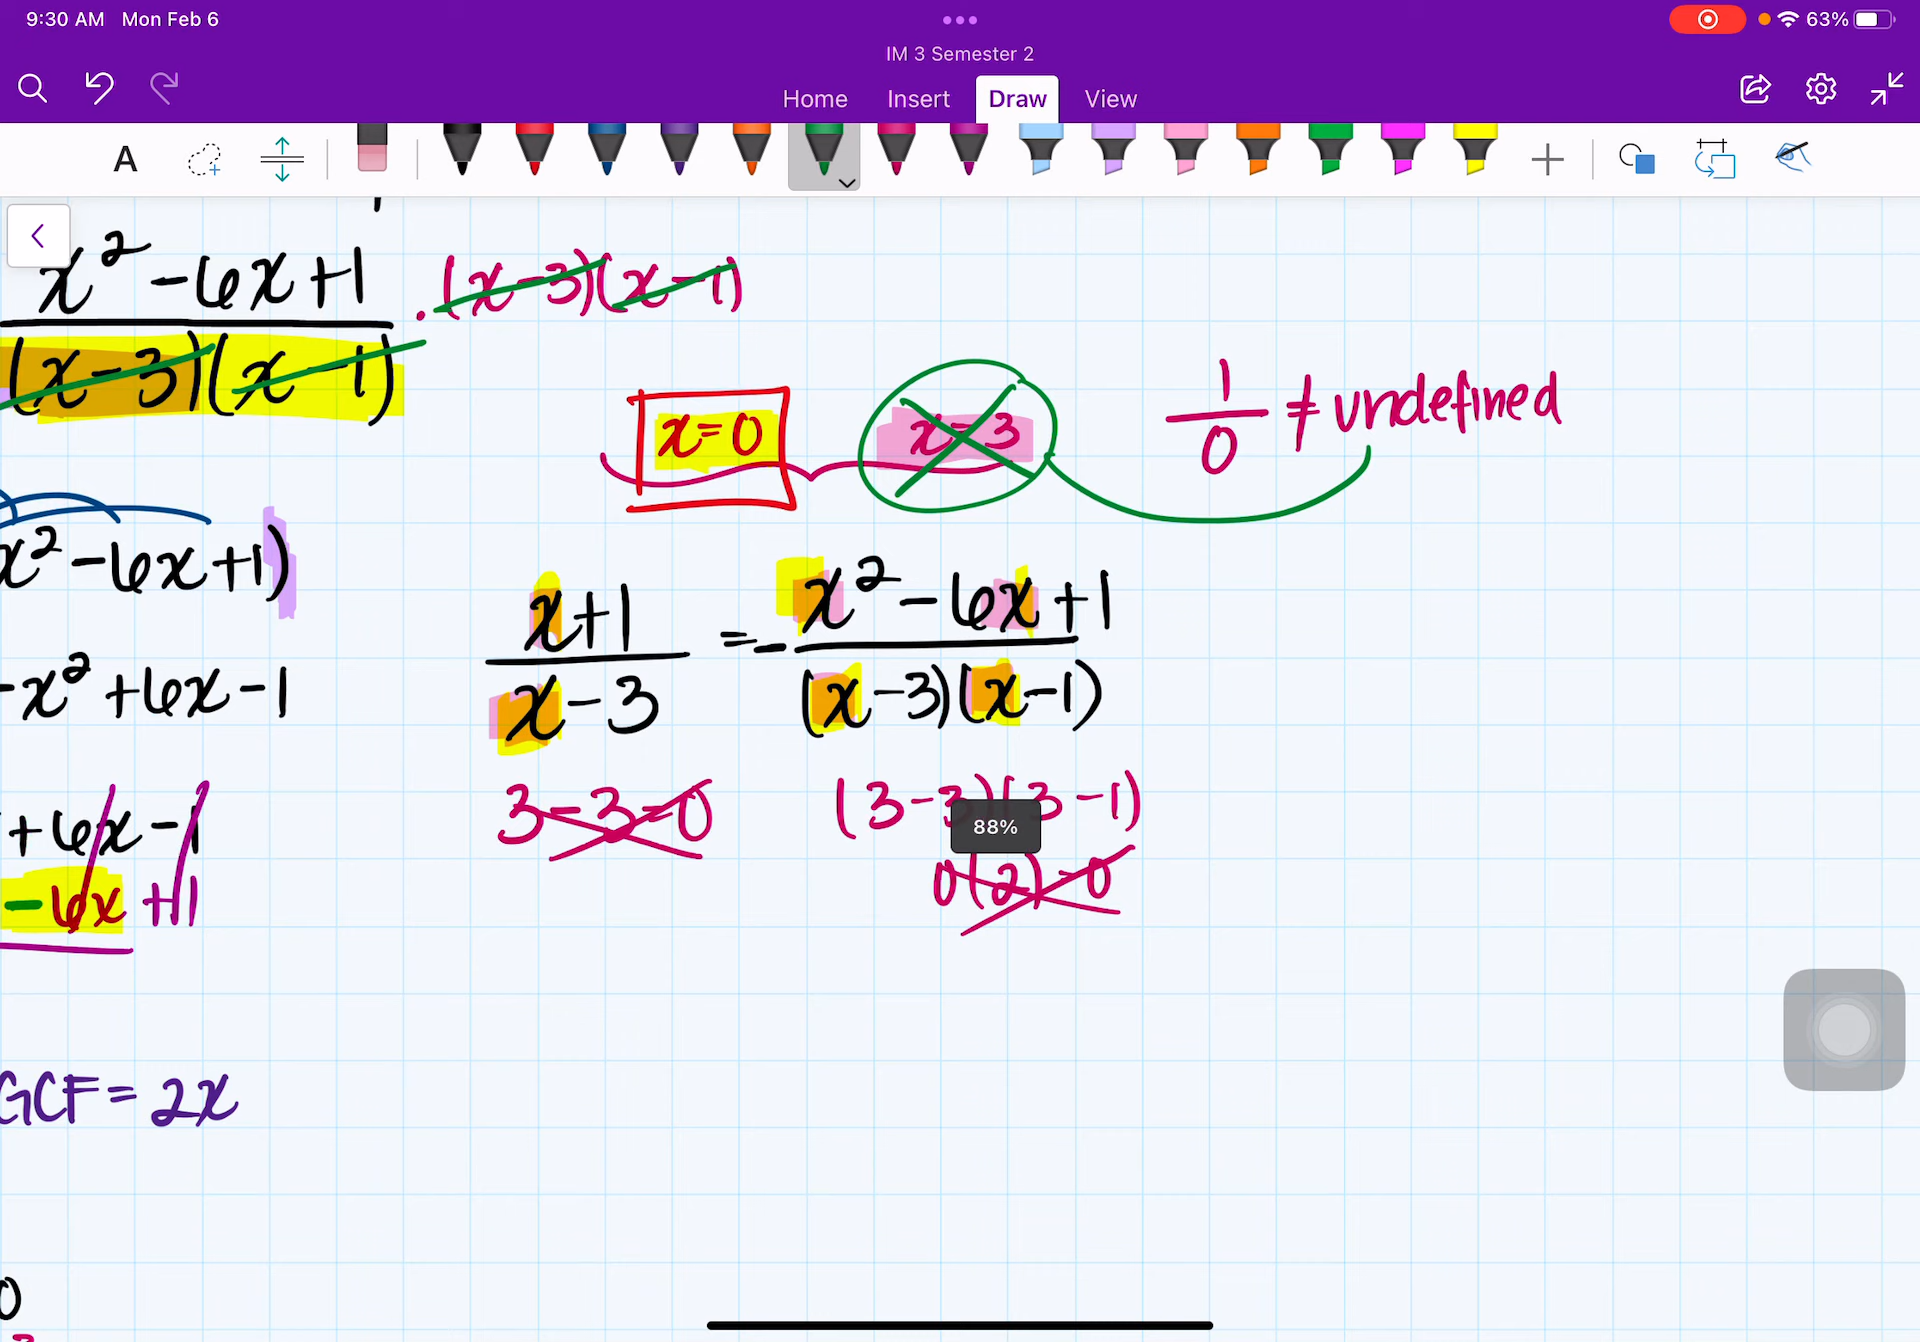 9:30 AM Mon Feb 6
63%
IM 3 Semester 2
Home Insert Draw View
A
x² -6x+1 · (x-3)(x-1)
(x-3)(x-1)
x=0 x=3 1/0 ≠ undefined
x²-6x+1)
x+1 = - x² - 6x +1
x-3 (x-3)(x-1)
-x² +6x-1
3-3=0 (3-3)(3-1)
88%
+6x-1
0(2)=0
-6x +1
GCF= 2x
0